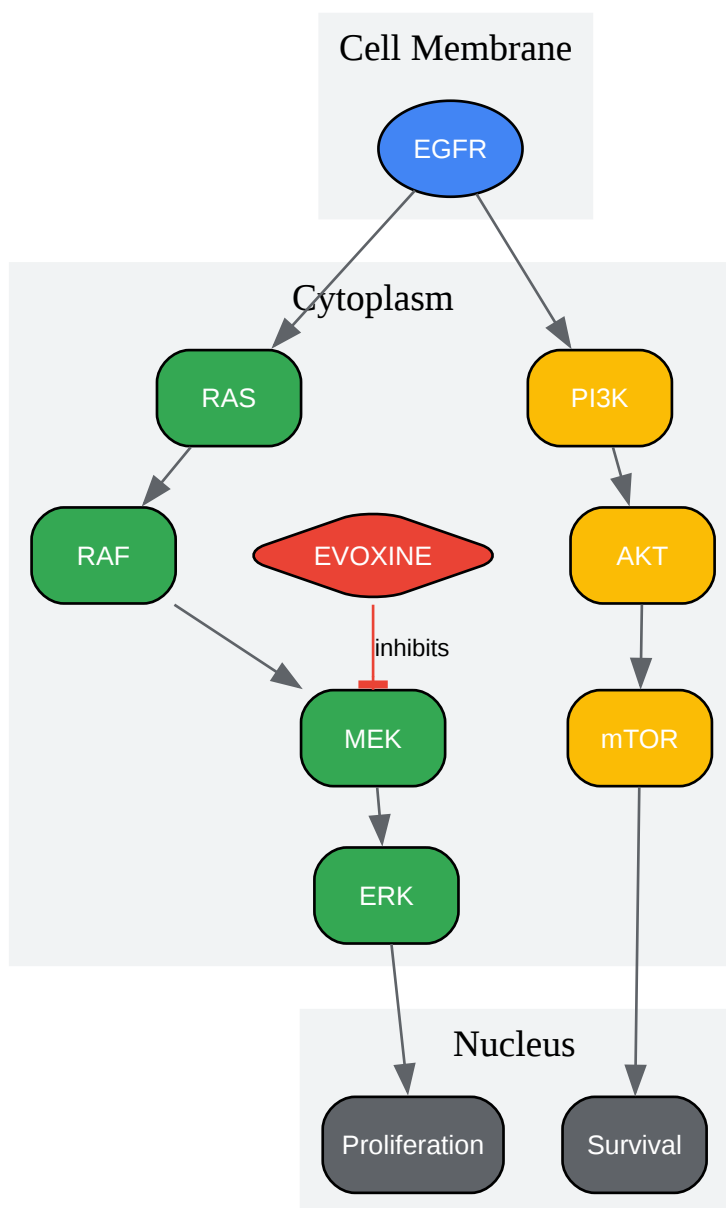 Cell Membrane
EGFR
Cytoplasm
RAS
PI3K
RAF
EVOXINE
AKT
inhibits
MEK
mTOR
ERK
Nucleus
Proliferation
Survival